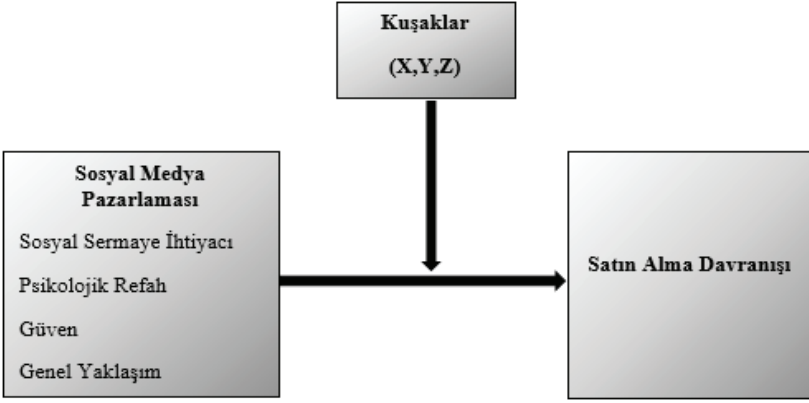 Kuşaklar
(X,Y,Z)
Sosyal Medya
Pazarlaması
Sosyal Sermaye İhtiyacı
Psikolojik Refah
Güven
Genel Yaklaşım
Satın Alma Davranışı